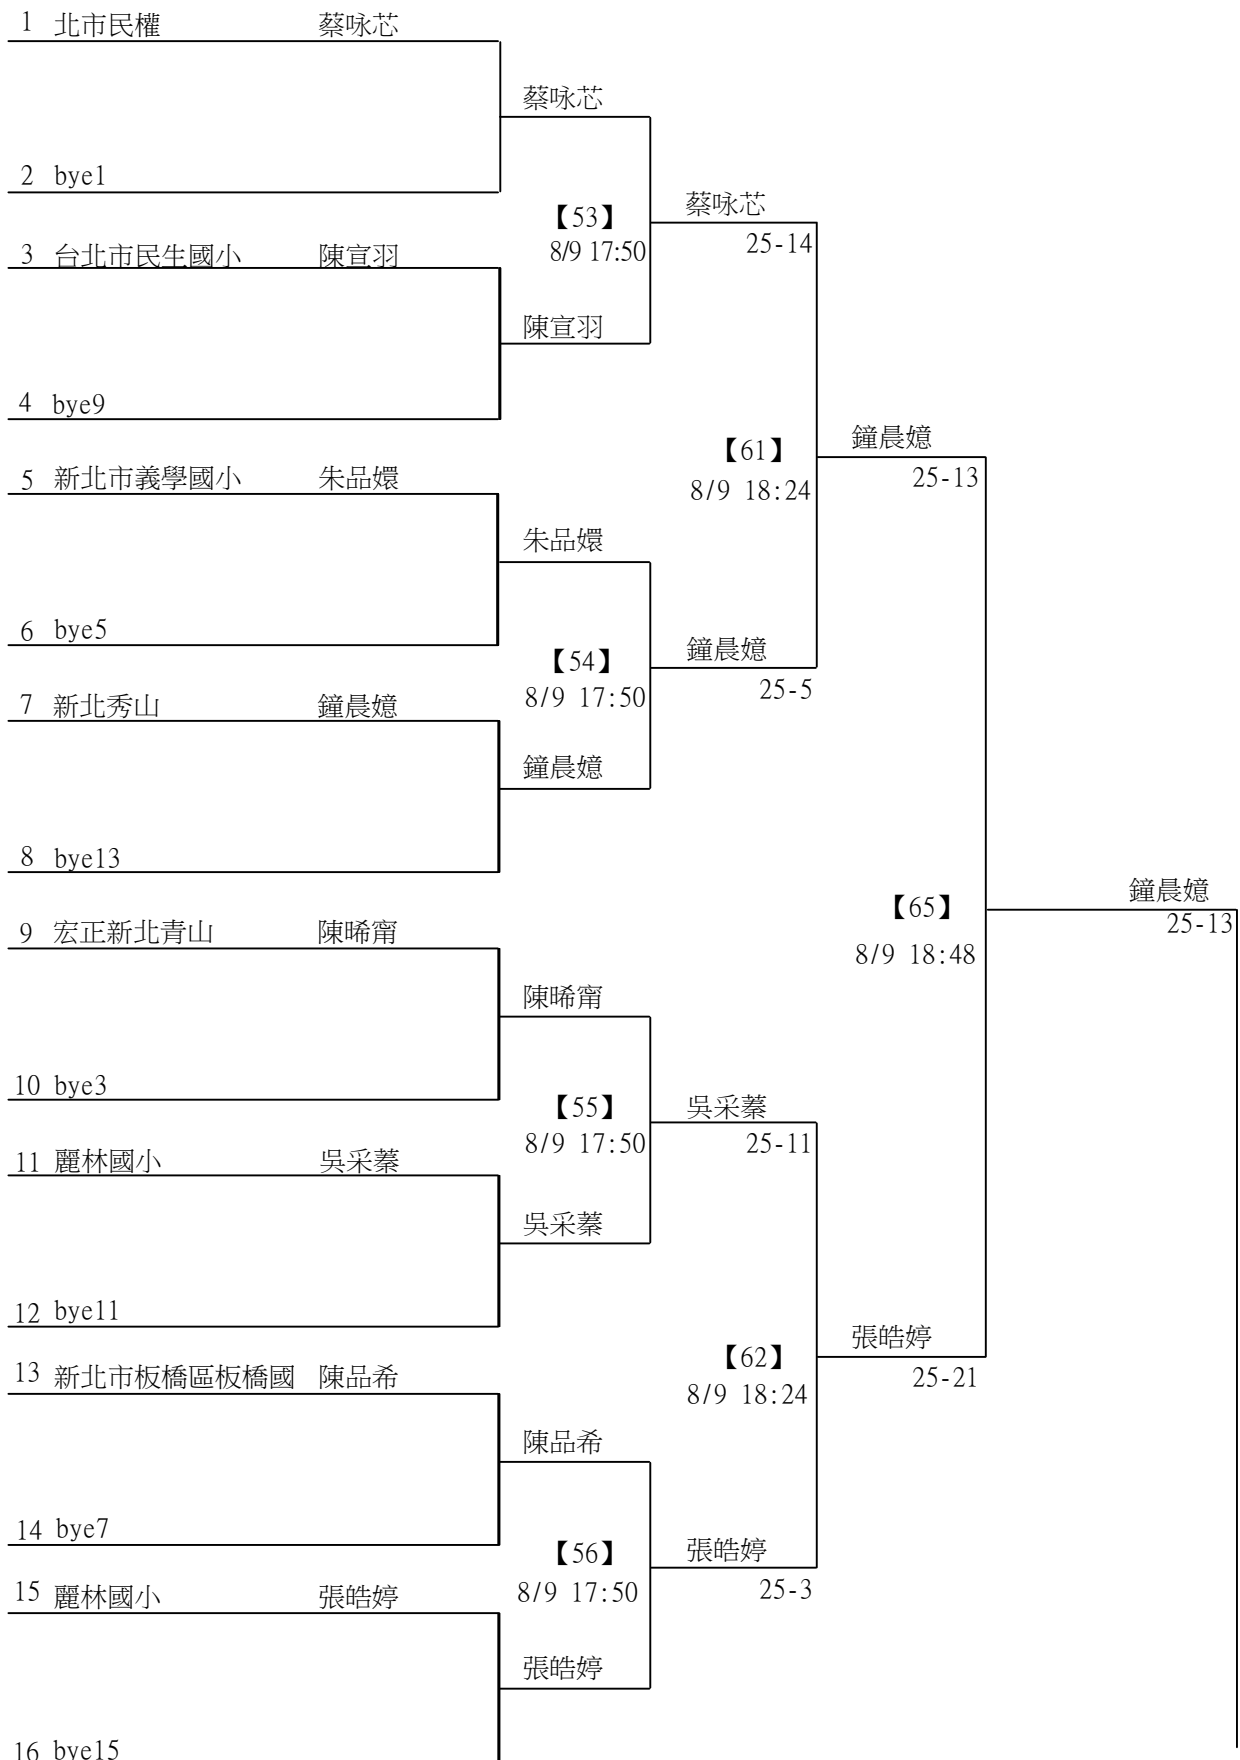 1 北市民權 蔡咏芯
蔡咏芯
2 bye1
蔡咏芯
【53】
25-14
8/9 17:50
3 台北市民生國小 陳宣羽
陳宣羽
4 bye9
鐘晨嬑
【61】
25-13
8/9 18:24
5 新北市義學國小 朱品嬛
朱品嬛
6 bye5
鐘晨嬑
【54】
25-5
8/9 17:50
7 新北秀山 鐘晨嬑
鐘晨嬑
8 bye13
鐘晨嬑
【65】
25-13
8/9 18:48
9 宏正新北青山 陳晞甯
陳晞甯
10 bye3
吳采蓁
【55】
25-11
8/9 17:50
11 麗林國小 吳采蓁
吳采蓁
12 bye11
張皓婷
【62】
25-21
8/9 18:24
13 新北市板橋區板橋國 陳品希
陳品希
14 bye7
張皓婷
【56】
25-3
8/9 17:50
15 麗林國小 張皓婷
張皓婷
16 bye15